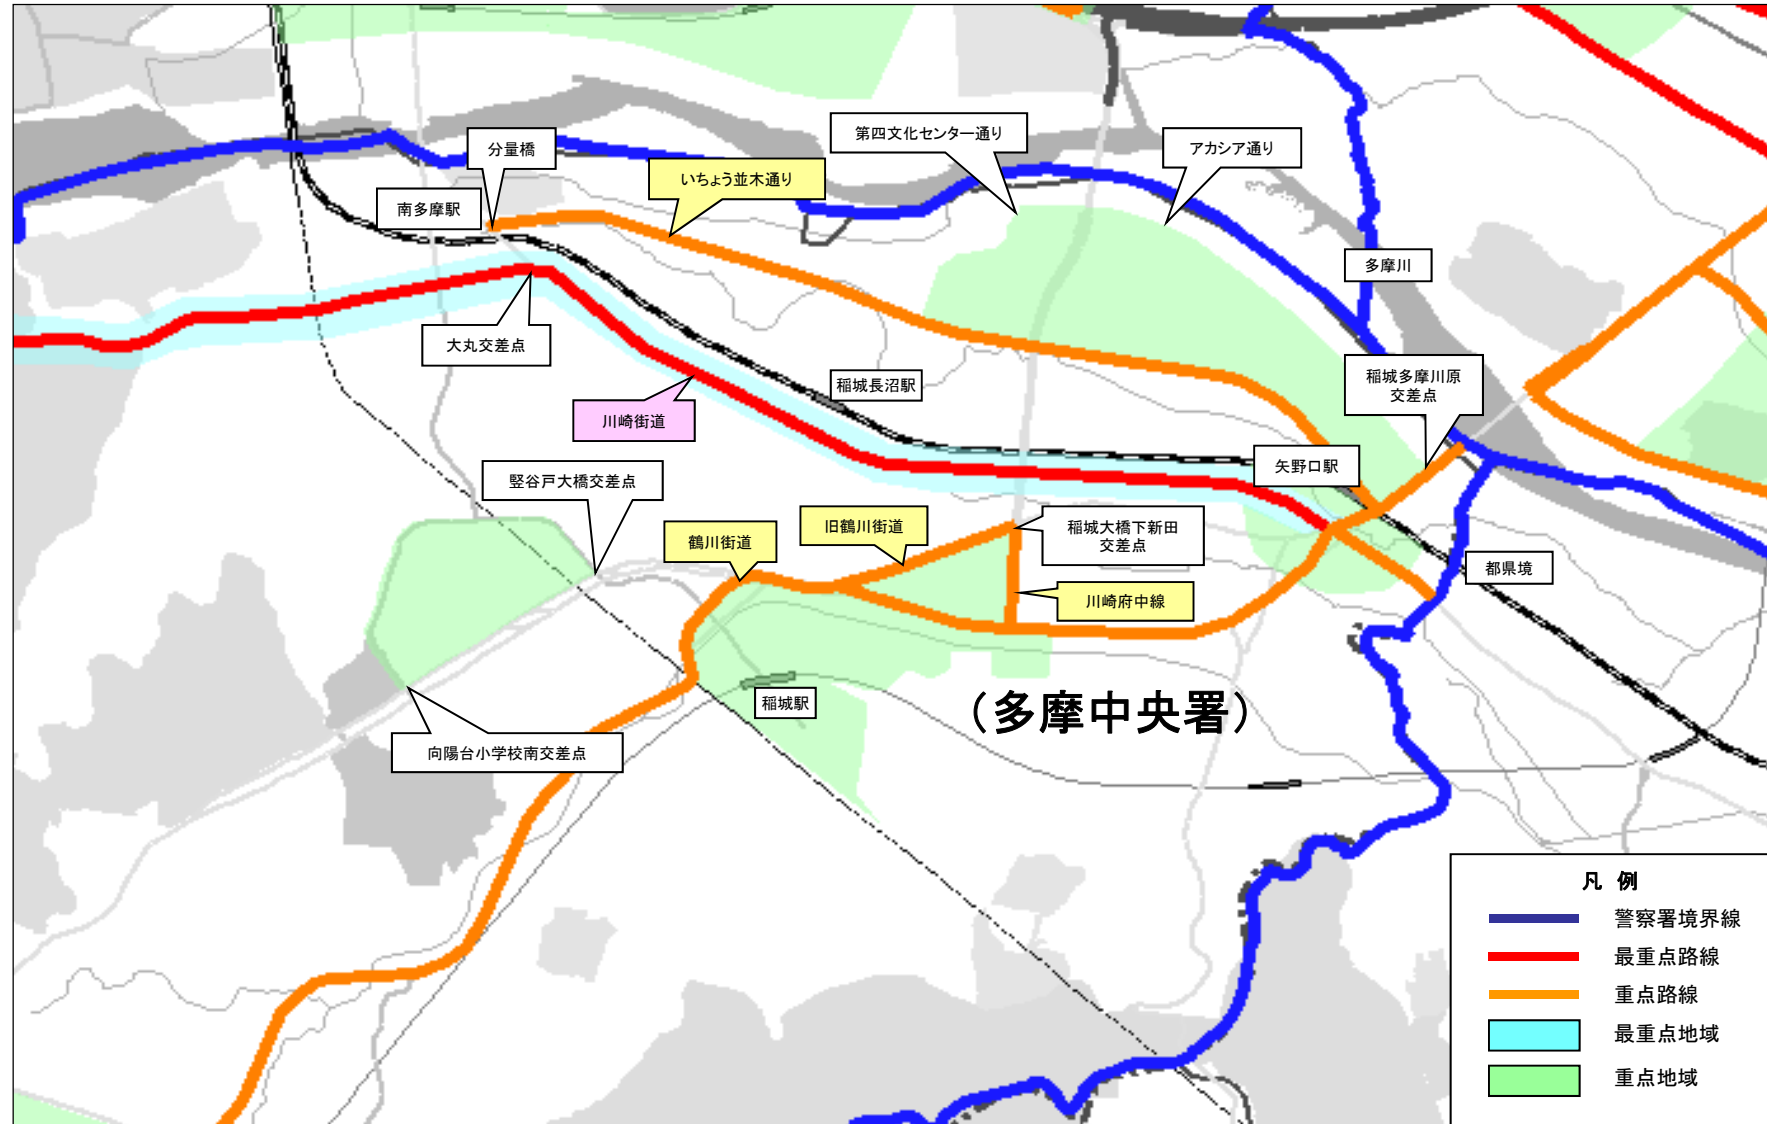 第四文化センター通り
アカシア通り
分量橋
いちょう並木通り
南多摩駅
多摩川
大丸交差点
稲城長沼駅
稲城多摩川原
交差点
川崎街道
矢野口駅
竪谷戸大橋交差点
鶴川街道
旧鶴川街道
稲城大橋下新田
交差点
都県境
川崎府中線
稲城駅
(多摩中央署)
向陽台小学校南交差点
凡 例
警察署境界線
最重点路線
重点路線
最重点地域
重点地域